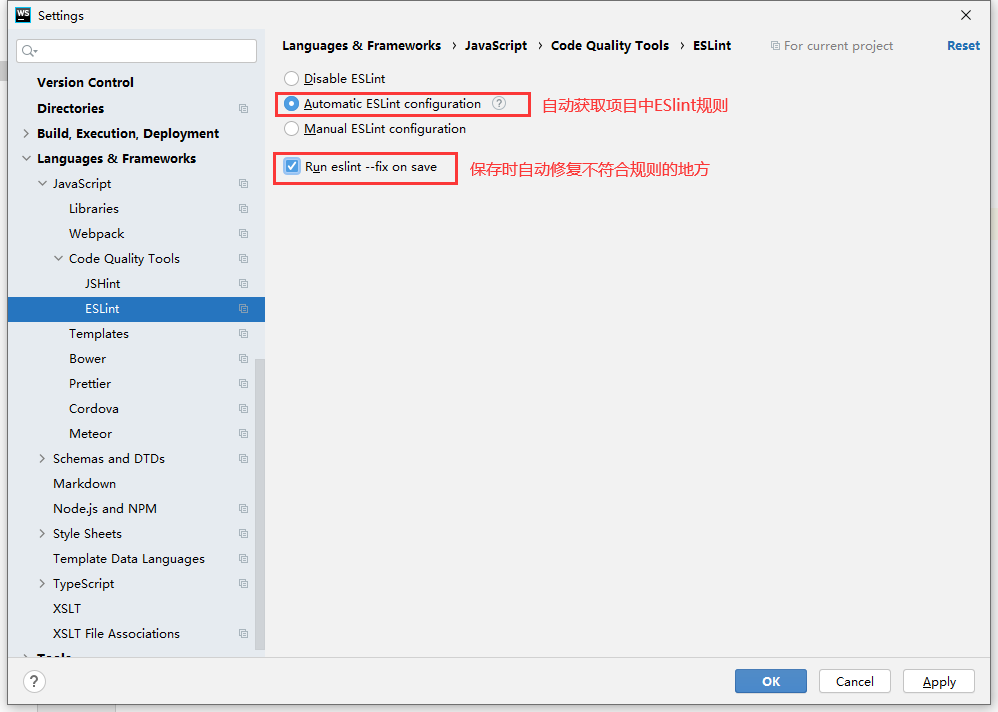 WS Settings
Version Control
Directories
Build, Execution, Deployment
Languages & Frameworks
JavaScript
Libraries
Webpack
Code Quality Tools
JSHint
ESLint
Templates
Bower
Prettier
Cordova
Meteor
Schemas and DTDs
Markdown
Node.js and NPM
Style Sheets
Template Data Languages
TypeScript
XSLT
XSLT File Associations
Tools
Languages & Frameworks › JavaScript › Code Quality Tools › ESLint For current project Reset
Disable ESLint
Automatic ESLint configuration ? 自动获取项目中ESlint规则
Manual ESLint configuration
Run eslint --fix on save 保存时自动修复不符合规则的地方
? OK Cancel Apply